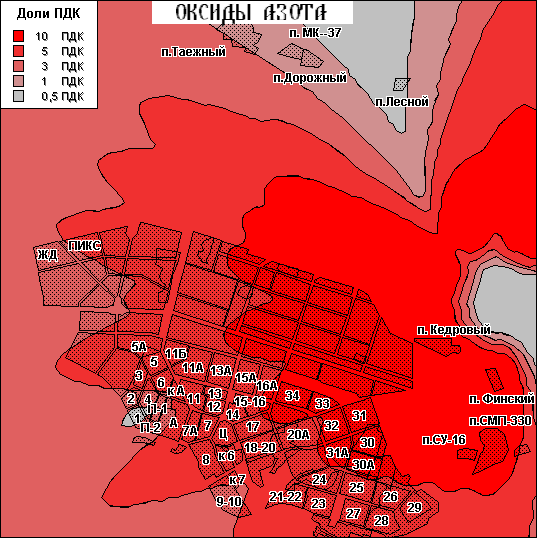 ОКСИДЫ АЗОТА
Доли ПДК
10 ПДК
5 ПДК
3 ПДК
1 ПДК
0,5 ПДК
п. МК--37
п.Таежный
п.Дорожный
п.Лесной
ПИКС
ЖД
п. Кедровый
5А
11Б
5
11А
13А
15А
3
6
к А
16А
2
4
11
13
12
15-16
34
33
1
П-1
14
31
П-2
А
7А
7
Ц
17
20А
32
30
п. Финский
п.СМП-330
п.СУ-16
8
к 6
18-20
31А
30А
к 7
24
25
26
9-10
21-22
23
27
28
29